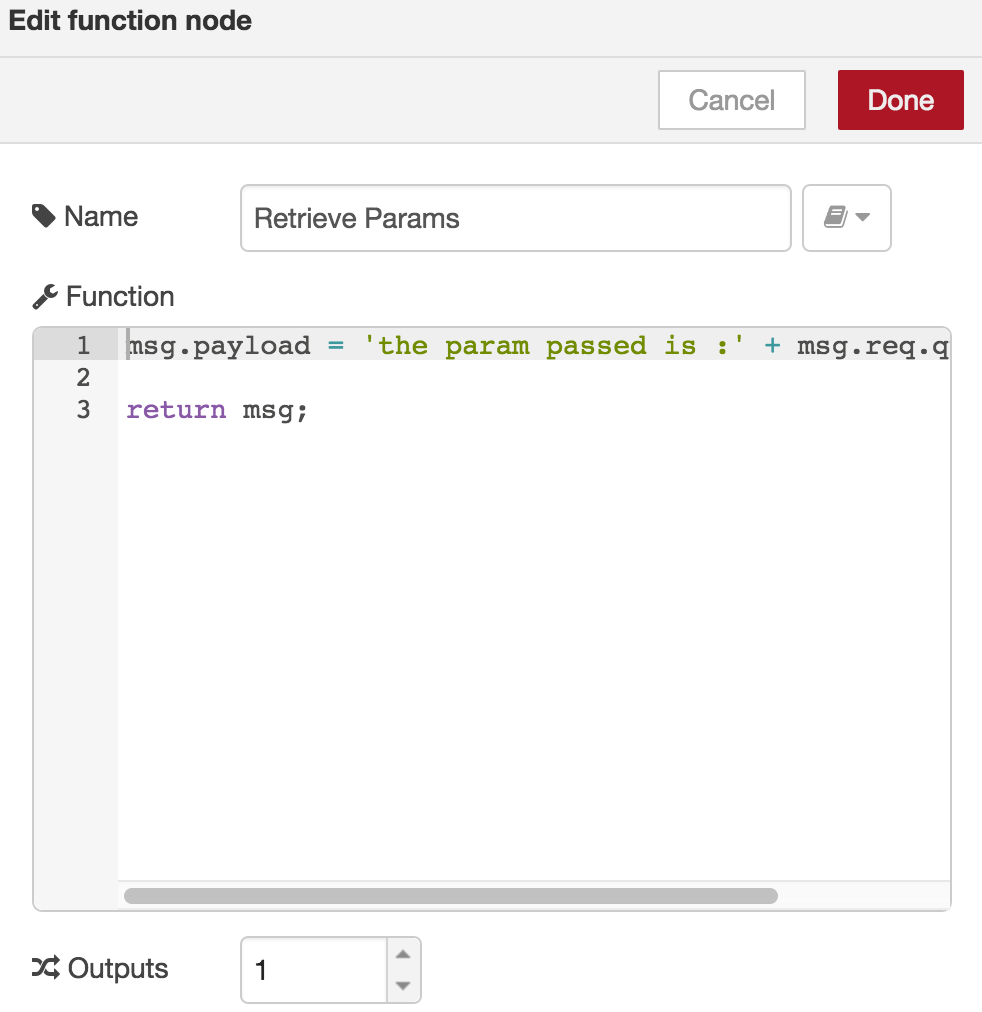 Edit function node
Cancel
Done
Name
Retrieve Params
Function
1 msg.payload = 'the param passed is :' + msg.req.q
2
3 return msg;
Outputs
1